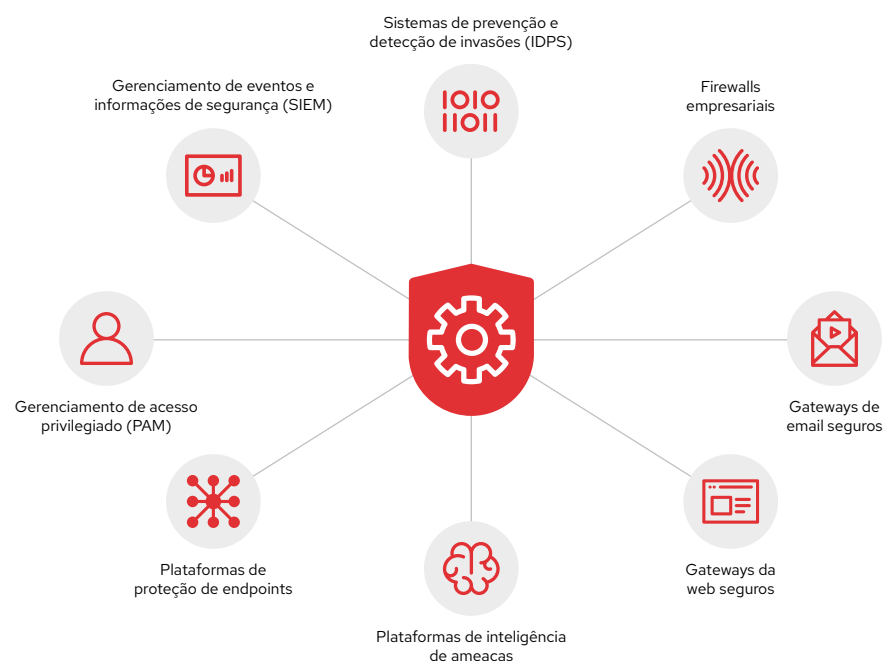 Sistemas de prevenção e
detecção de invasões (IDPS)
Gerenciamento de eventos e
informações de segurança (SIEM)
Firewalls
empresariais
1010
11011
Gerenciamento de acesso
privilegiado (PAM)
Gateways de
email seguros
Plataformas de
proteção de endpoints
Gateways da
web seguros
Plataformas de inteligência
de ameaças